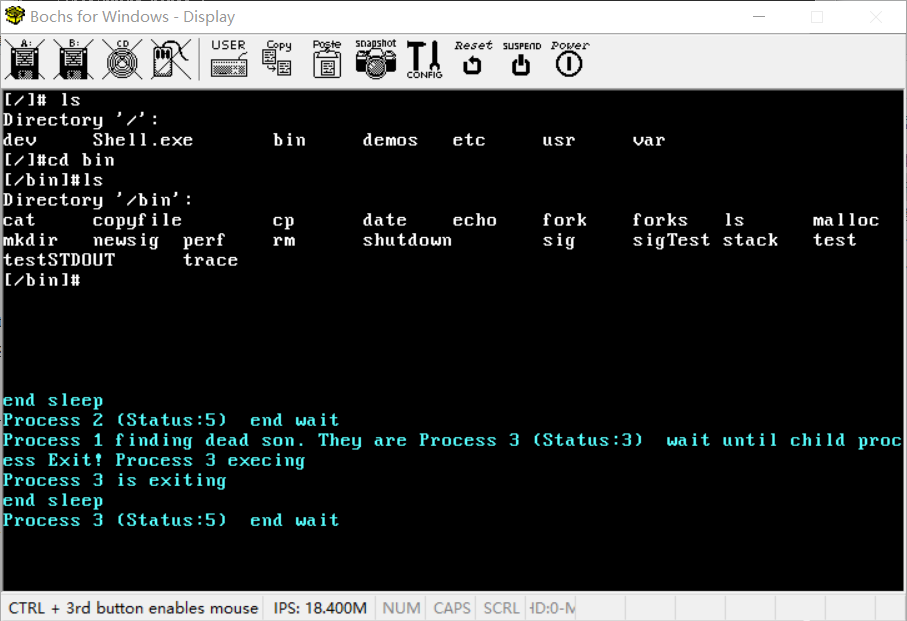 Bochs for Windows - Display
A: B: CD USER Copy Paste snapshot CONFIG Reset SUSPEND Power
[/]# ls
Directory '/':
dev Shell.exe bin demos etc usr var
[/]#cd bin
[/bin]#ls
Directory '/bin':
cat copyfile cp date echo fork forks ls malloc
mkdir newsig perf rm shutdown sig sigTest stack test
testSTDOUT trace
[/bin]#
end sleep
Process 2 (Status:5) end wait
Process 1 finding dead son. They are Process 3 (Status:3) wait until child proc
ess Exit! Process 3 execing
Process 3 is exiting
end sleep
Process 3 (Status:5) end wait
CTRL + 3rd button enables mouse IPS: 18.400M NUM CAPS SCRL